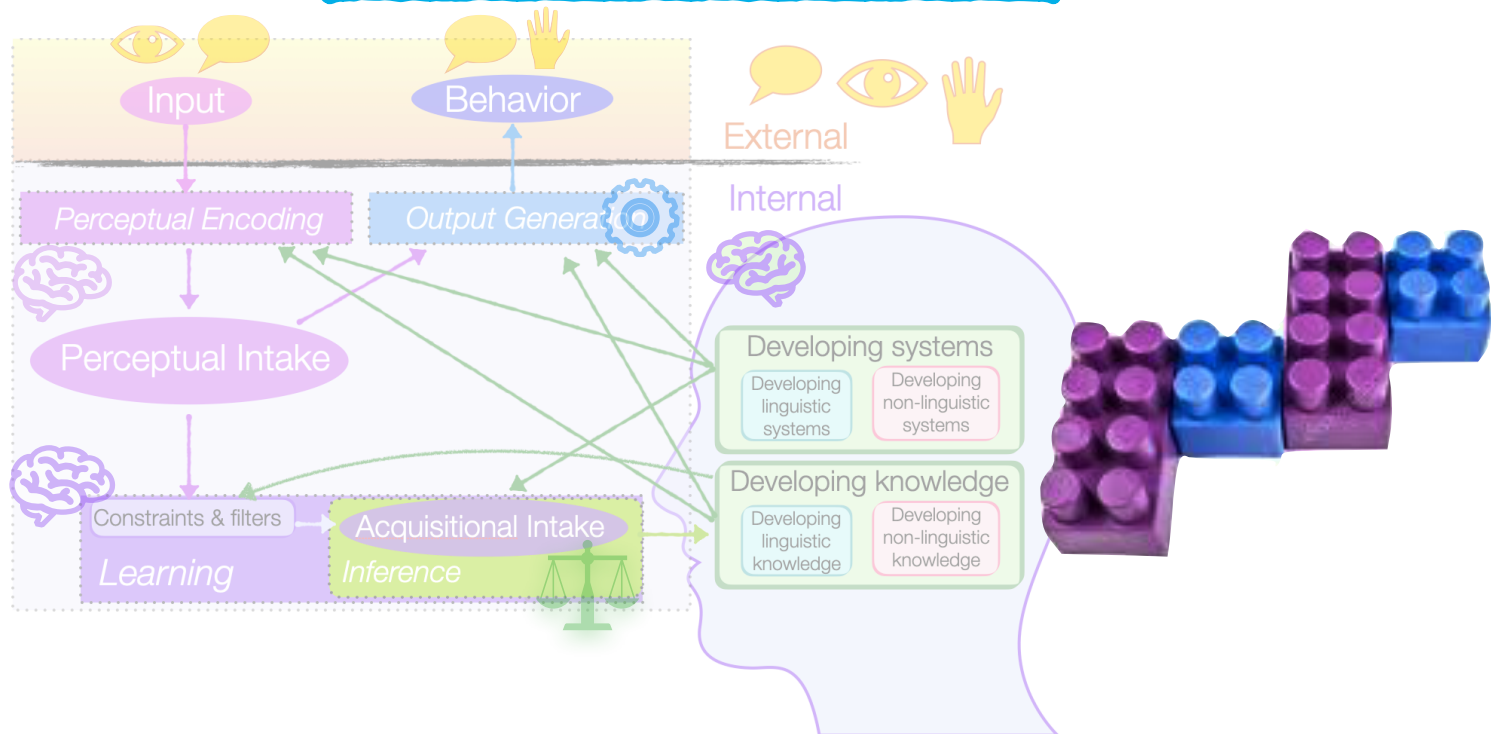 Input
Behavior
External
Internal
Perceptual Encoding
Output Generation
Perceptual Intake
Developing systems
Developing
linguistic
systems
Developing
non-linguistic
systems
Developing knowledge
Developing
linguistic
knowledge
Developing
non-linguistic
knowledge
Constraints & filters
Acquisitional Intake
Learning
Inference